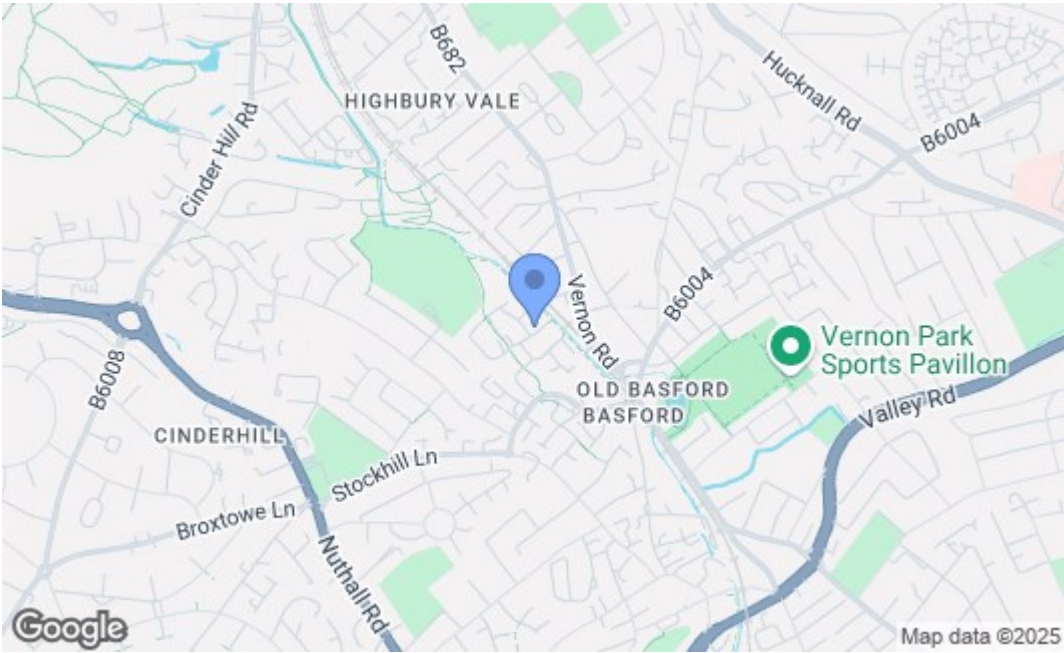 B682
Hucknall Rd
HIGHBURY VALE
B6004
Cinder Hill Rd
Vernon Rd
B6004
Vernon Park
Sports Pavillon
B6008
OLD BASFORD
BASFORD
Valley Rd
CINDERHILL
Stockhill Ln
Broxtowe Ln
Nuthall Rd
Google
Map data ©2025